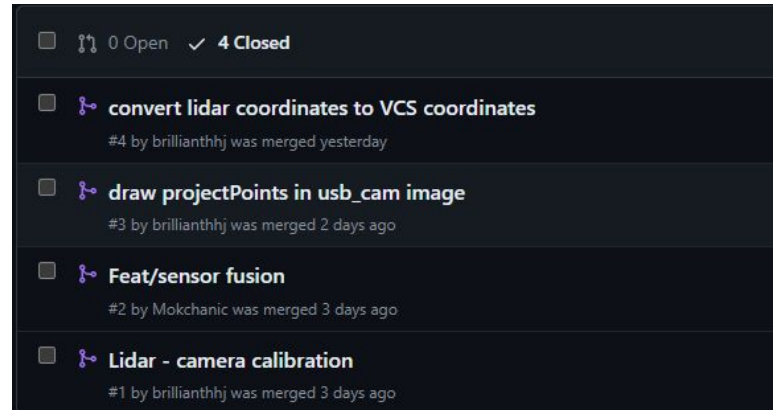 0 Open 4 Closed
convert lidar coordinates to VCS coordinates
#4 by brillianthhj was merged yesterday
draw projectPoints in usb_cam image
#3 by brillianthhj was merged 2 days ago
Feat/sensor fusion
#2 by Mokchanic was merged 3 days ago
Lidar - camera calibration
#1 by brillianthhj was merged 3 days ago